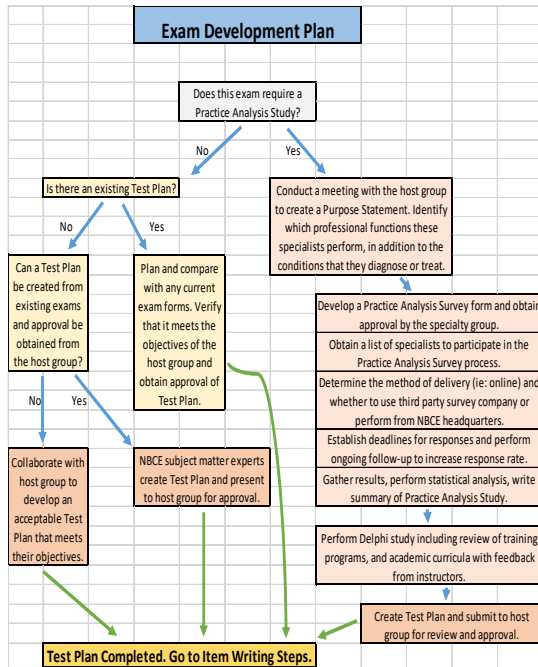 Exam Development Plan
Does this exam require a
Practice Analysis Study?
No
Yes
Is there an existing Test Plan?
No
Yes
Conduct a meeting with the host group
to create a Purpose Statement. Identify
which professional functions these
specialists perform, in addition to the
conditions that they diagnose or treat.
Can a Test Plan
be created from
existing exams
and approval be
obtained from
the host group?
Plan and compare
with any current
exam forms. Verify
that it meets the
objectives of the
host group and
obtain approval of
Test Plan.
Develop a Practice Analysis Survey form and obtain
approval by the specialty group.
Obtain a list of specialists to participate in the
Practice Analysis Survey process.
Determine the method of delivery (ie: online) and
whether to use third party survey company or
perform from NBCE headquarters.
Establish deadlines for responses and perform
ongoing follow-up to increase response rate.
Gather results, perform statistical analysis, write
summary of Practice Analysis Study.
No
Yes
Collaborate with
host group to
develop an
acceptable Test
Plan that meets
their objectives.
NBCE subject matter experts
create Test Plan and present
to host group for approval.
Perform Delphi study including review of training
programs, and academic curricula with feedback
from instructors.
Create Test Plan and submit to host
group for review and approval.
Test Plan Completed. Go to Item Writing Steps.